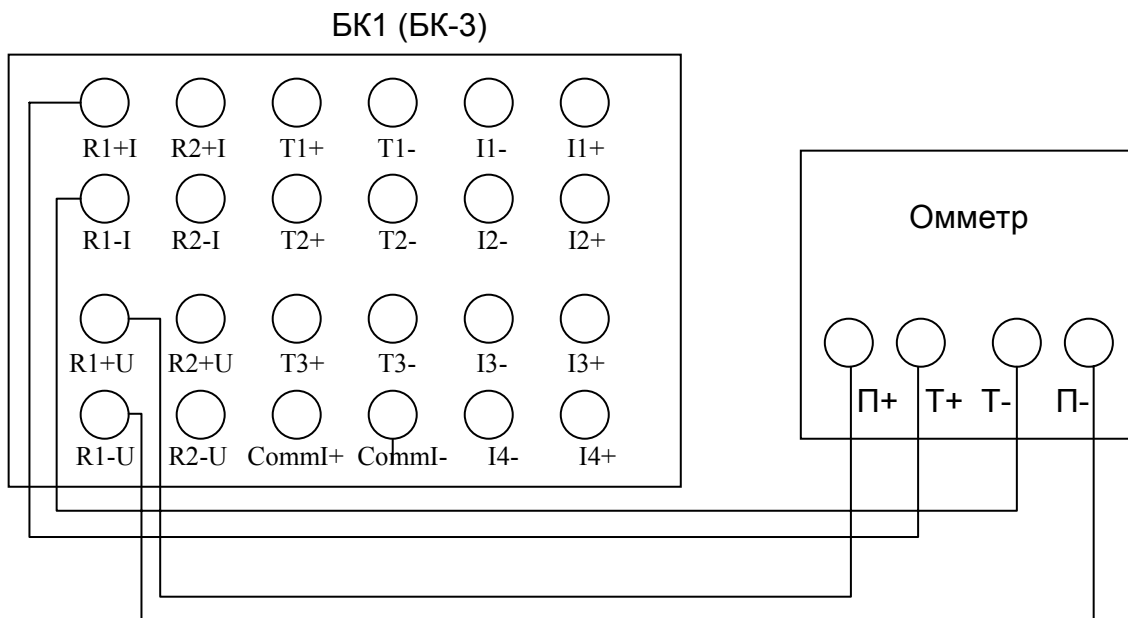 БК1 (БК-3)
R1+I R2+I T1+ T1- I1- I1+
R1-I R2-I T2+ T2- I2- I2+
R1+U R2+U T3+ T3- I3- I3+
R1-U R2-U CommI+ CommI- I4- I4+
Омметр
П+ Т+ Т- П-